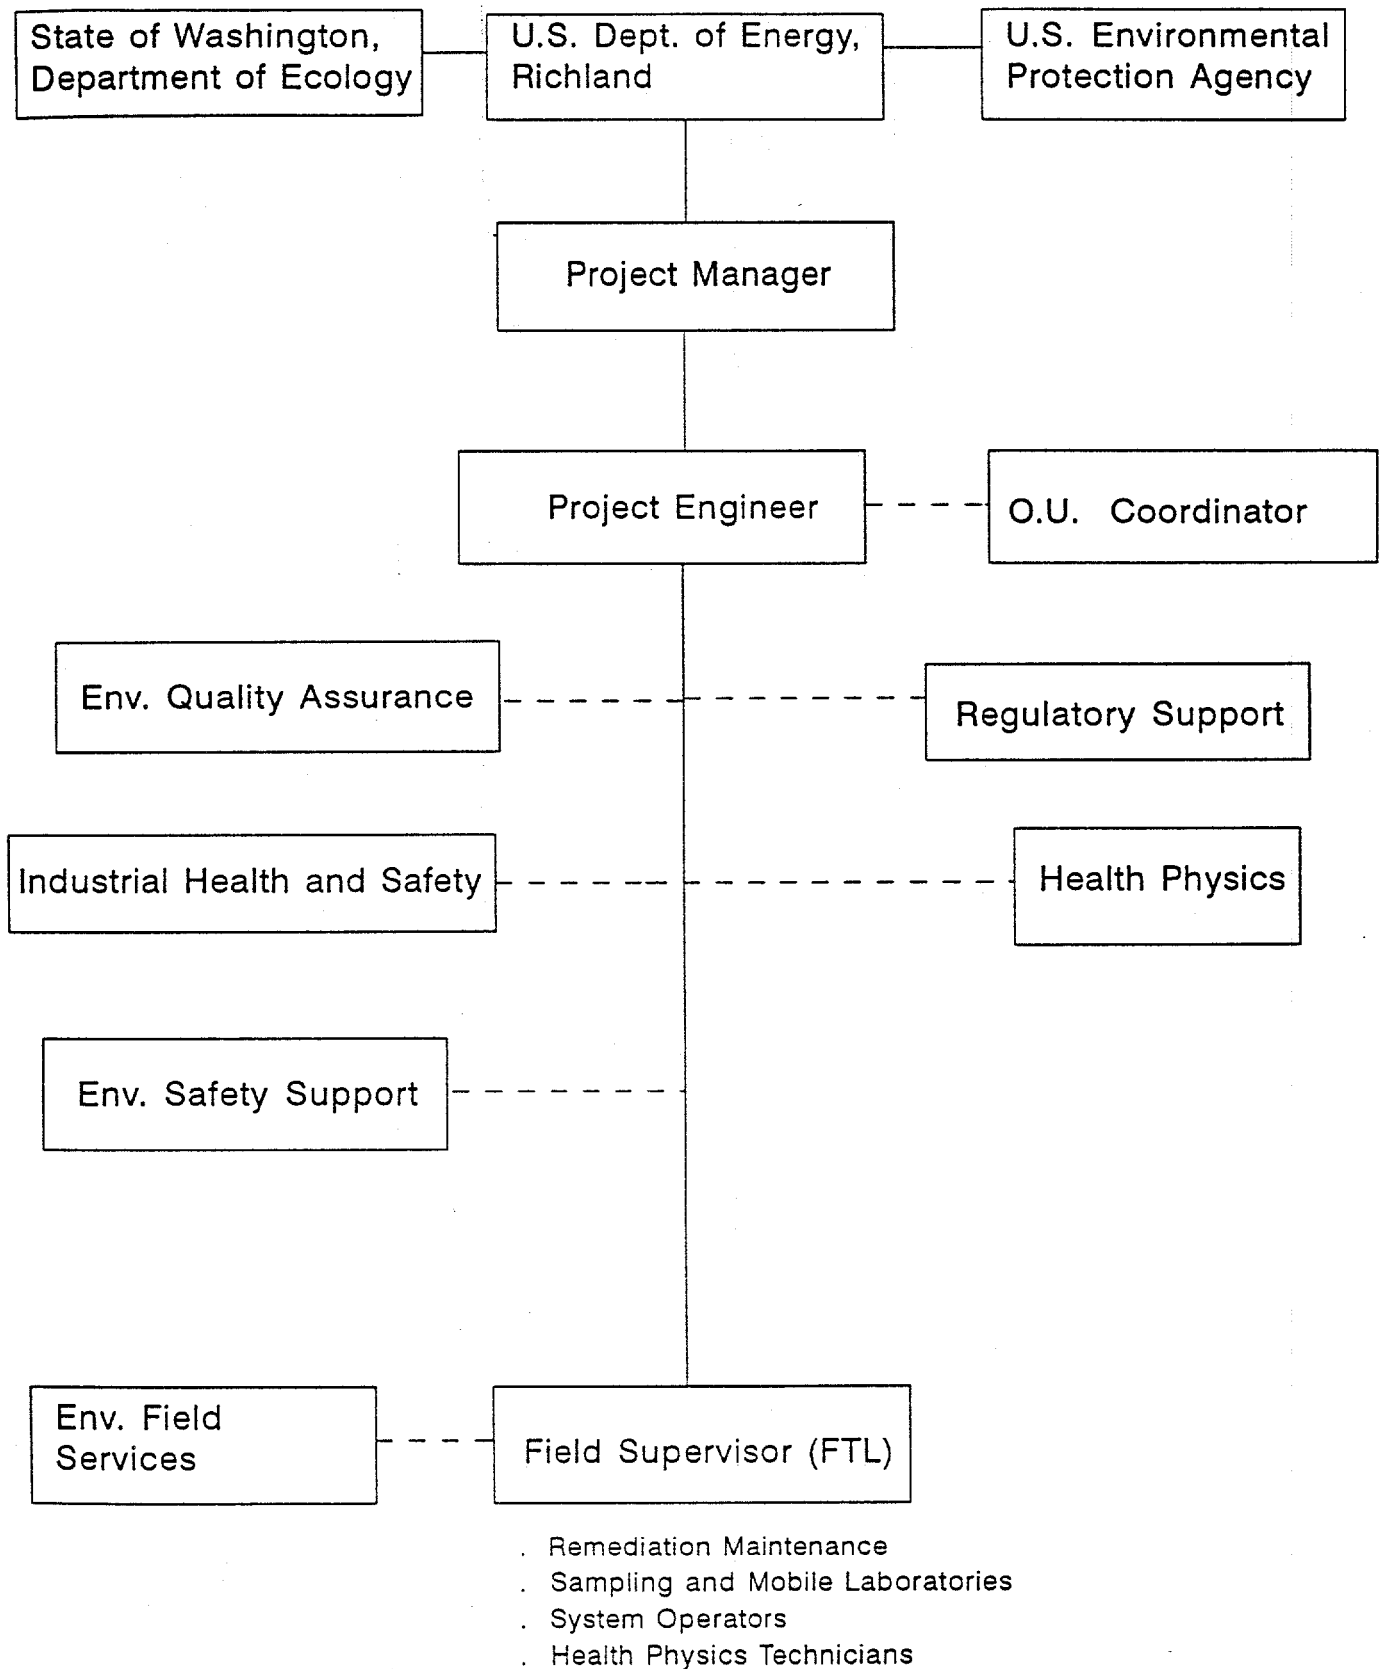 State of Washington,
Department of Ecology
U.S. Dept. of Energy,
Richland
U.S. Environmental
Protection Agency
Project Manager
Project Engineer
O.U. Coordinator
Env. Quality Assurance
Regulatory Support
Industrial Health and Safety
Health Physics
Env. Safety Support
Env. Field
Services
Field Supervisor (FTL)
. Remediation Maintenance
. Sampling and Mobile Laboratories
. System Operators
. Health Physics Technicians